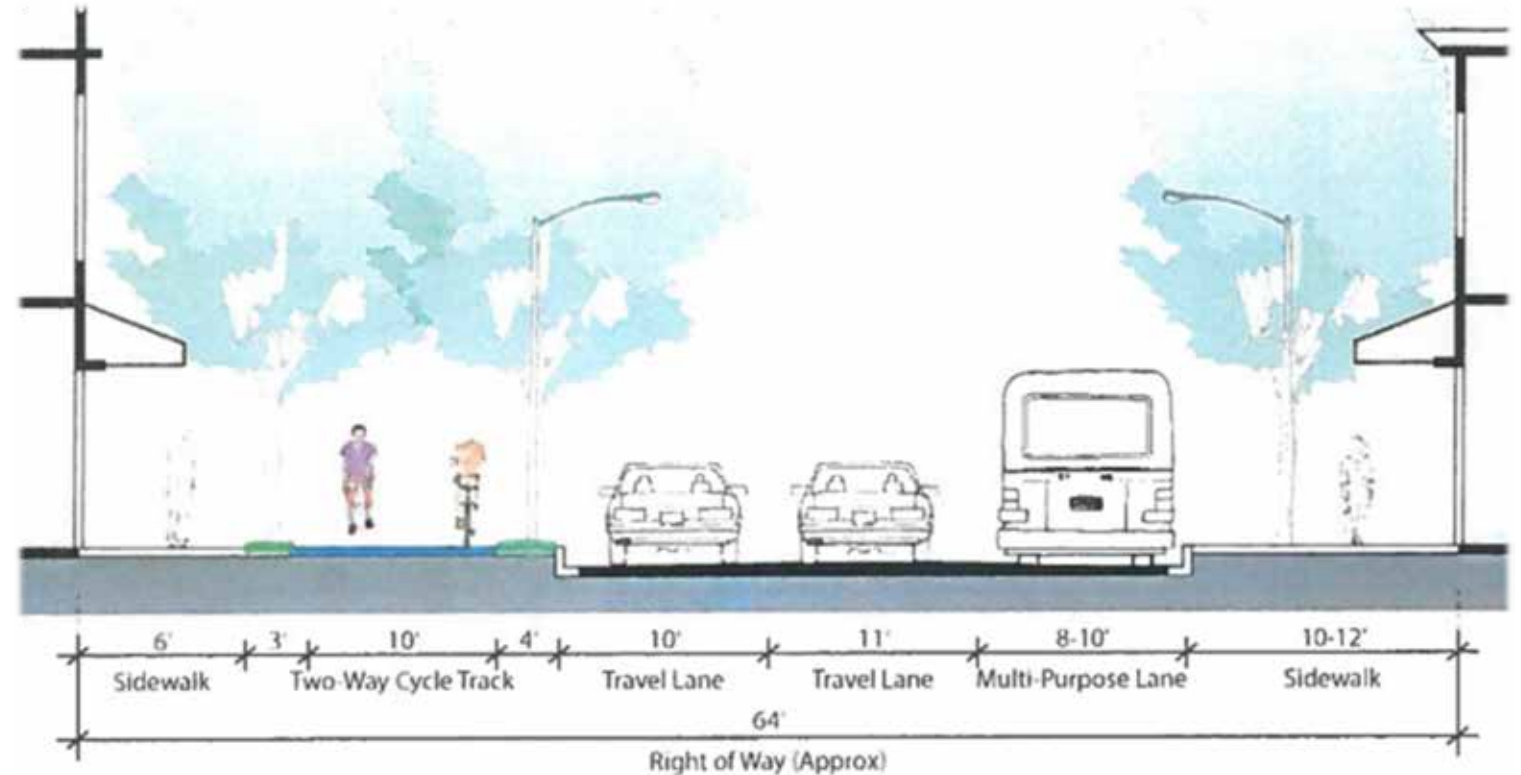 6' 3' 10' 4' 10' 11' 8-10' 10-12'
Sidewalk Two-Way Cycle Track Travel Lane Travel Lane Multi-Purpose Lane Sidewalk
64'
Right of Way (Approx)